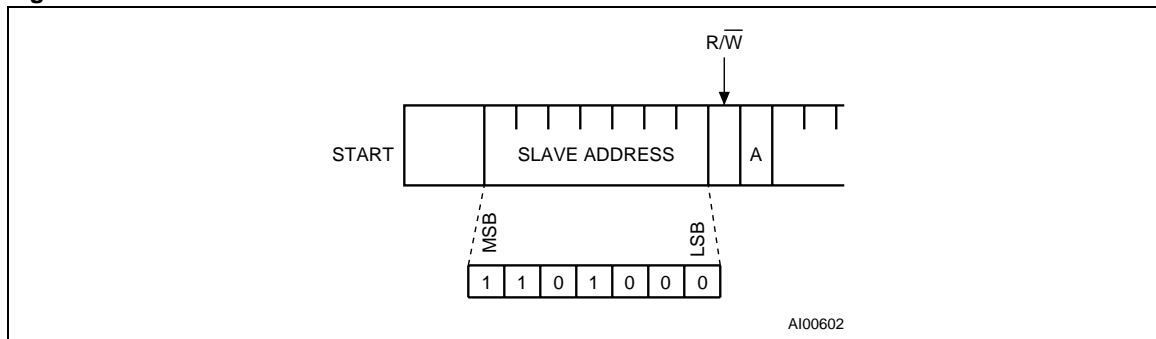 R/W̅
START
SLAVE ADDRESS
A
MSB
LSB
1 1 0 1 0 0 0
AI00602